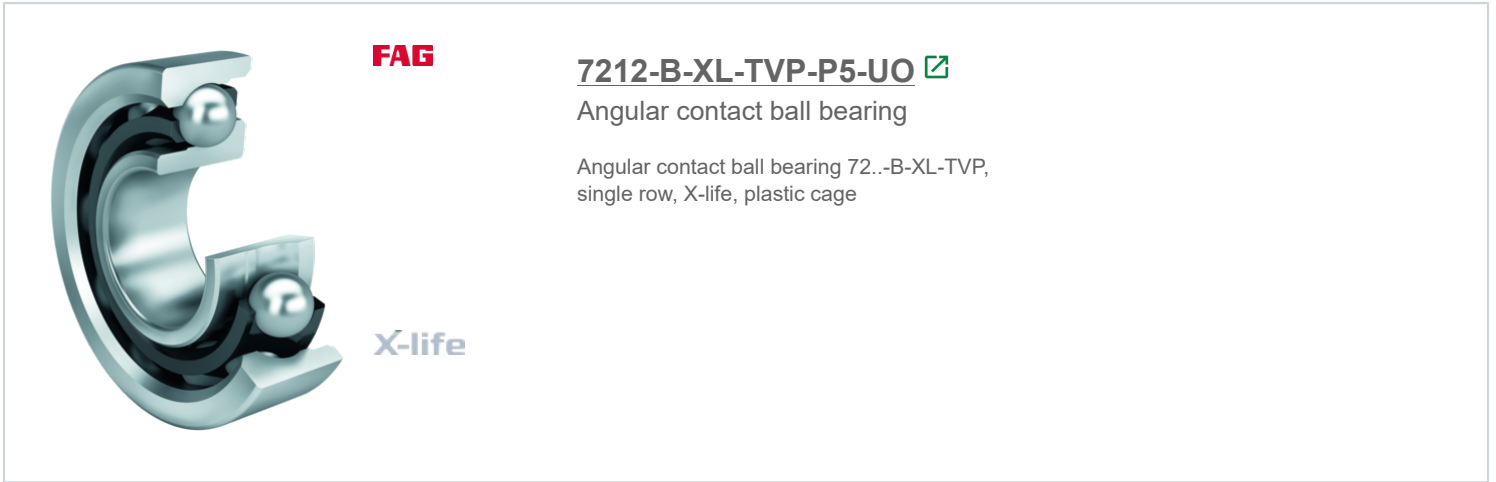 FAG
7212-B-XL-TVP-P5-UO
Angular contact ball bearing
Angular contact ball bearing 72..-B-XL-TVP,
single row, X-life, plastic cage
X-life